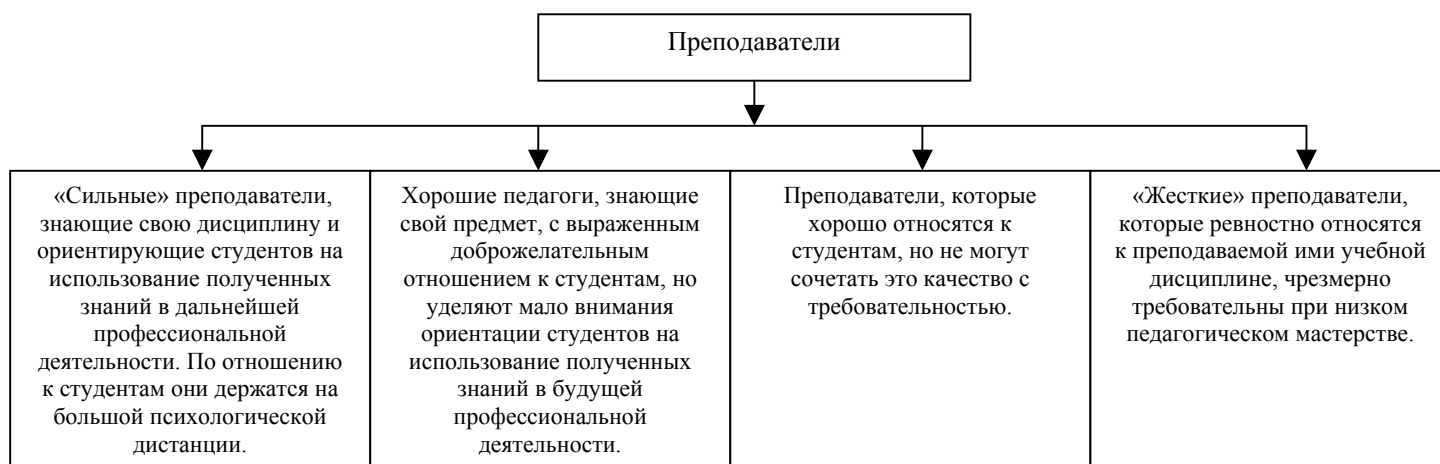 Преподаватели
«Сильные» преподаватели,
знающие свою дисциплину и
ориентирующие студентов на
использование полученных
знаний в дальнейшей
профессиональной
деятельности. По отношению
к студентам они держатся на
большой психологической
дистанции.
Хорошие педагоги, знающие
свой предмет, с выраженным
доброжелательным
отношением к студентам, но
уделяют мало внимания
ориентации студентов на
использование полученных
знаний в будущей
профессиональной
деятельности.
Преподаватели, которые
хорошо относятся к
студентам, но не могут
сочетать это качество с
требовательностью.
«Жесткие» преподаватели,
которые ревностно относятся
к преподаваемой ими учебной
дисциплине, чрезмерно
требовательны при низком
педагогическом мастерстве.